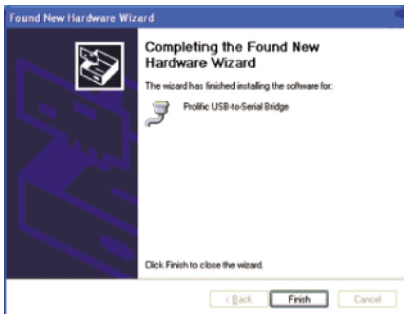 Found New Hardware Wizard
Completing the Found New
Hardware Wizard
The wizard has finished installing the software for:
Prolific USB-to-Serial Bridge
Click Finish to close the wizard.
< Back
Finish
Cancel